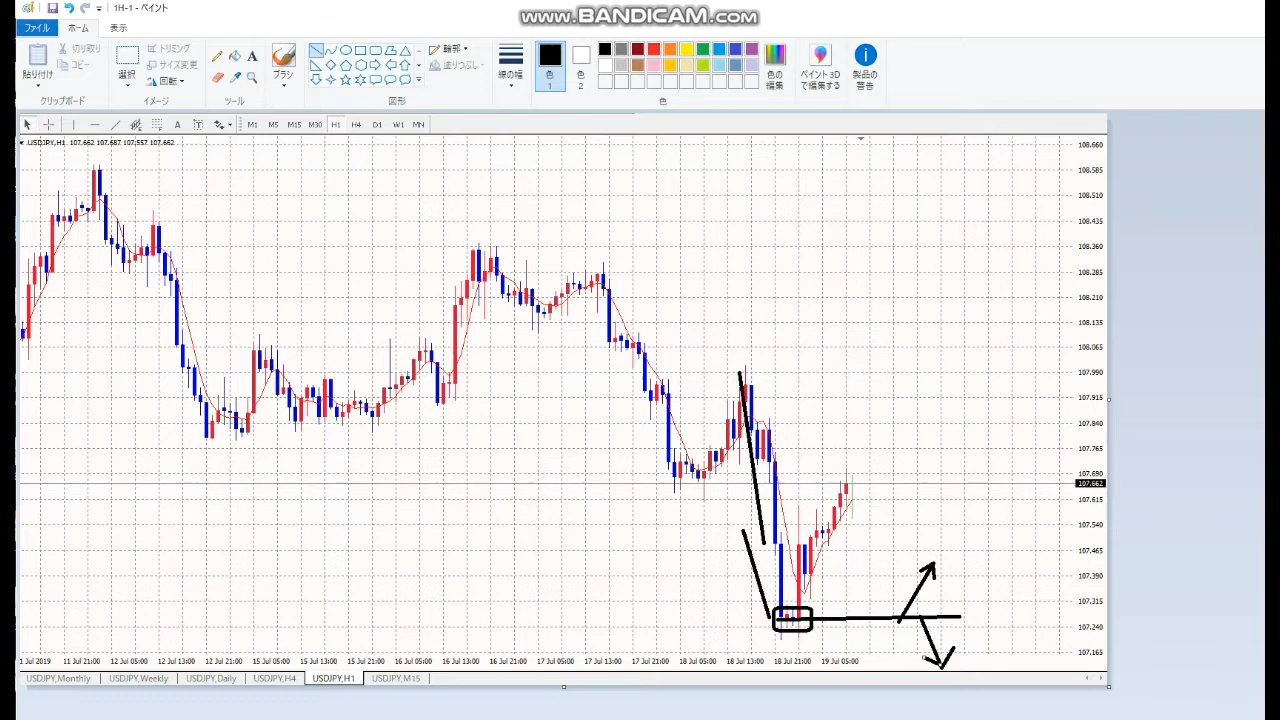 1H-1 - ペイント
www.BANDICAM.com
ファイル ホーム 表示
貼り付け 切り取り コピー 選択 トリミング サイズ変更 回転 ブラシ 輪郭 塗りつぶし 線の幅 色 1 色 2 色の編集 ペイント 3D で編集する 製品の警告
クリップボード イメージ ツール 図形 色
A T M1 M5 M15 M30 H1 H4 D1 W1 MN
USDJPY,H1 107.662 107.687 107.557 107.662
108.660
108.585
108.510
108.435
108.360
108.285
108.210
108.135
108.065
107.990
107.915
107.840
107.765
107.690
107.662
107.615
107.540
107.465
107.390
107.315
107.240
107.165
1 Jul 2019 11 Jul 21:00 12 Jul 05:00 12 Jul 13:00 12 Jul 21:00 15 Jul 05:00 15 Jul 13:00 15 Jul 21:00 16 Jul 05:00 16 Jul 13:00 16 Jul 21:00 17 Jul 05:00 17 Jul 13:00 17 Jul 21:00 18 Jul 05:00 18 Jul 13:00 18 Jul 21:00 19 Jul 05:00
USDJPY,Monthly USDJPY,Weekly USDJPY,Daily USDJPY,H4 USDJPY,H1 USDJPY,M15